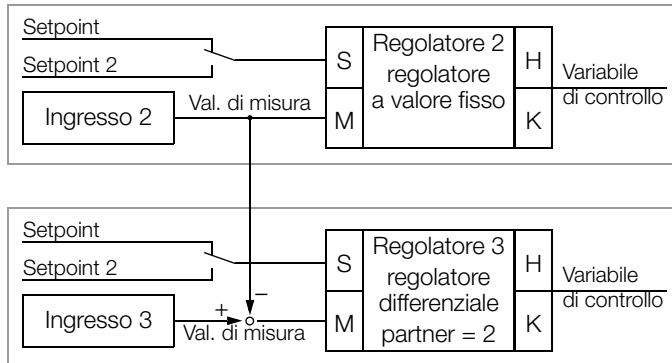 Setpoint
Setpoint 2
Ingresso 2
Val. di misura
S
M
Regolatore 2
regolatore
a valore fisso
H
K
Variabile
di controllo
Setpoint
Setpoint 2
Ingresso 3
+
−
Val. di misura
S
M
Regolatore 3
regolatore
differenziale
partner = 2
H
K
Variabile
di controllo